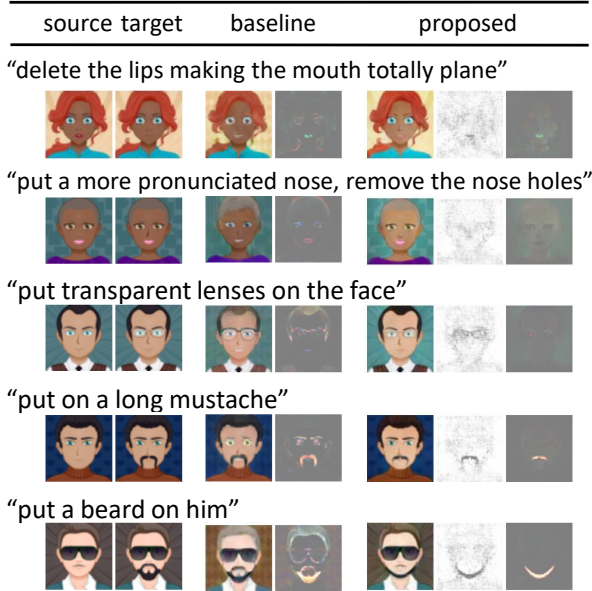 source target baseline proposed
“delete the lips making the mouth totally plane”
“put a more pronunciated nose, remove the nose holes”
“put transparent lenses on the face”
“put on a long mustache”
“put a beard on him”